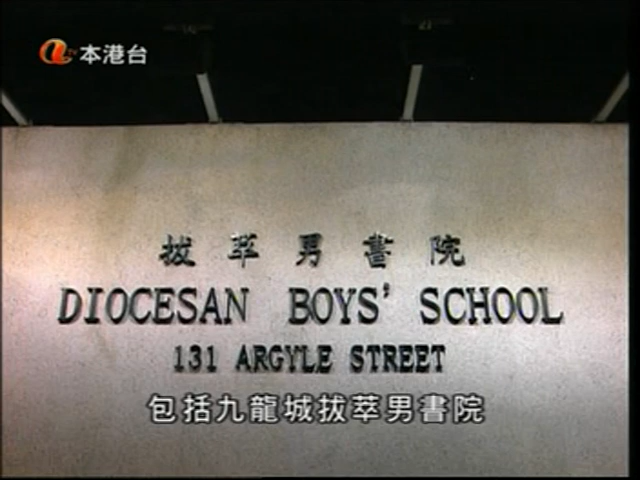 atv 本港台
拔萃男書院
DIOCESAN BOYS' SCHOOL
131 ARGYLE STREET
包括九龍城拔萃男書院